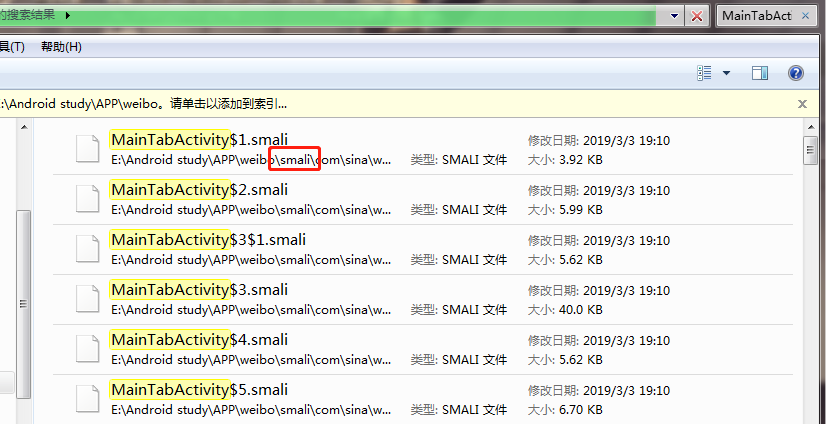 的搜索结果
MainTabActi
具(T) 帮助(H)
:\Android study\APP\weibo。请单击以添加到索引...
MainTabActivity$1.smali 修改日期: 2019/3/3 19:10
E:\Android study\APP\weibo\smali\com\sina\w... 类型: SMALI 文件 大小: 3.92 KB
MainTabActivity$2.smali 修改日期: 2019/3/3 19:10
E:\Android study\APP\weibo\smali\com\sina\w... 类型: SMALI 文件 大小: 5.99 KB
MainTabActivity$3$1.smali 修改日期: 2019/3/3 19:10
E:\Android study\APP\weibo\smali\com\sina\w... 类型: SMALI 文件 大小: 5.62 KB
MainTabActivity$3.smali 修改日期: 2019/3/3 19:10
E:\Android study\APP\weibo\smali\com\sina\w... 类型: SMALI 文件 大小: 40.0 KB
MainTabActivity$4.smali 修改日期: 2019/3/3 19:10
E:\Android study\APP\weibo\smali\com\sina\w... 类型: SMALI 文件 大小: 5.62 KB
MainTabActivity$5.smali 修改日期: 2019/3/3 19:10
E:\Android study\APP\weibo\smali\com\sina\w... 类型: SMALI 文件 大小: 6.70 KB